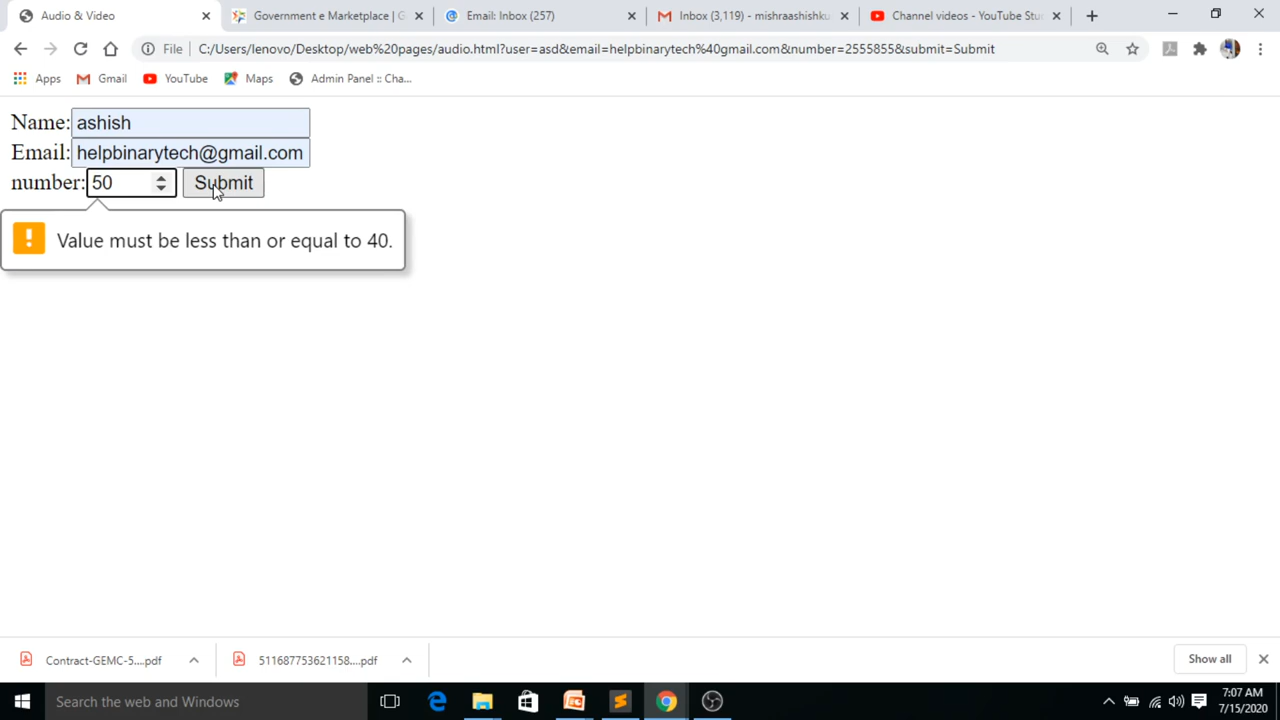 Audio & Video
Government e Marketplace | G
Email: Inbox (257)
Inbox (3,119) - mishraashishku
Channel videos - YouTube Stu
File
C:/Users/lenovo/Desktop/web%20pages/audio.html?user=asd&email=helpbinarytech%40gmail.com&number=2555855&submit=Submit
Apps
Gmail
YouTube
Maps
Admin Panel :: Cha...
Name: ashish
Email: helpbinarytech@gmail.com
number: 50 Submit
Value must be less than or equal to 40.
Contract-GEMC-5....pdf
511687753621158....pdf
Show all
Search the web and Windows
7:07 AM
7/15/2020